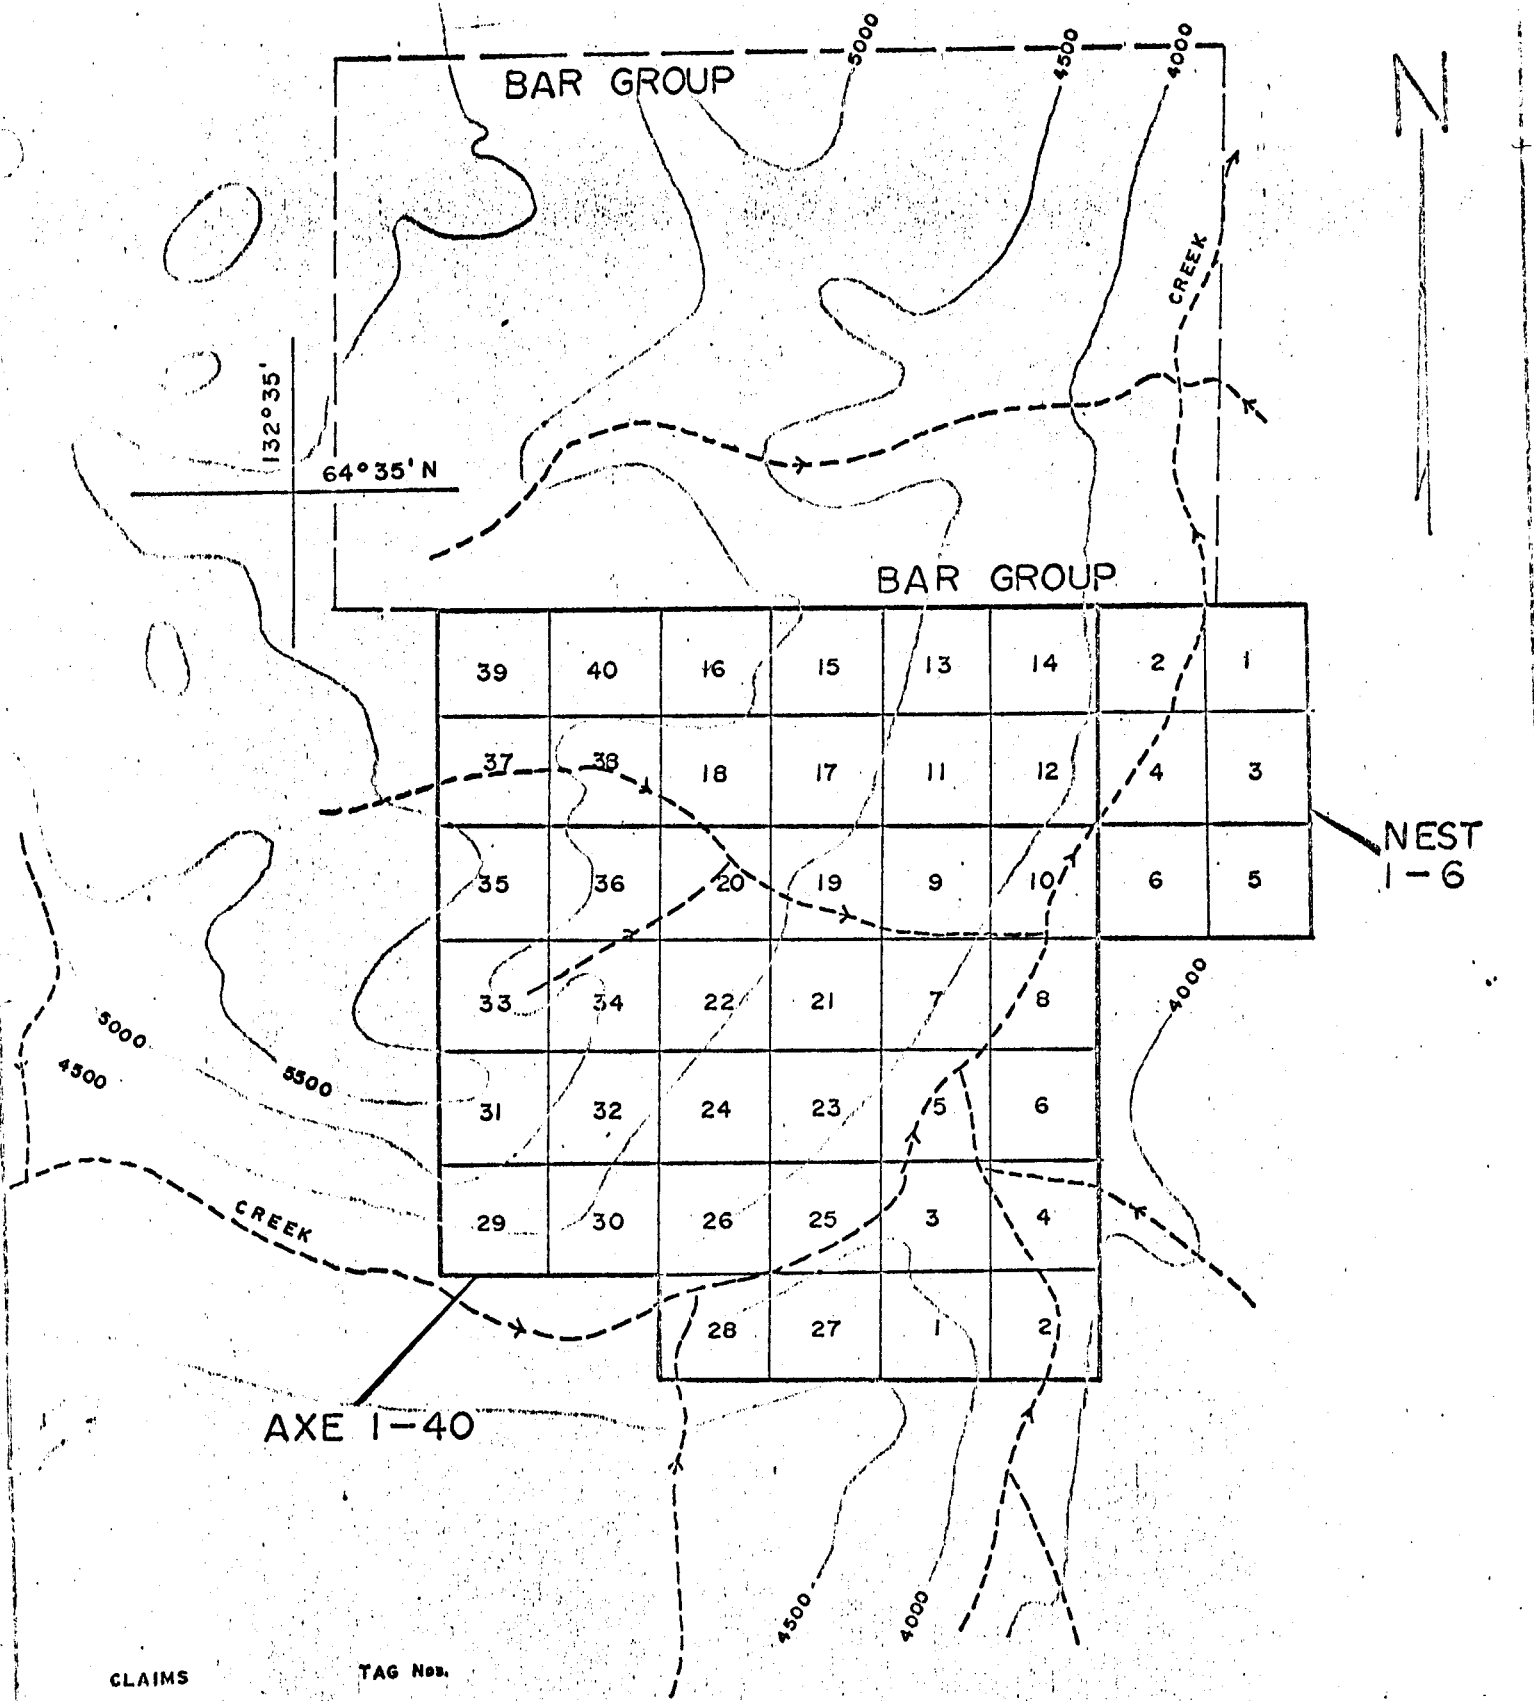 5000
4500
4000
BAR GROUP
N
CREEK
132°35'
64°35' N
BAR GROUP
39 40 16 15 13 14 2 1
37 38 18 17 11 12 4 3
NEST
1-6
35 36 20 19 9 10 6 5
4000
33 34 22 21 7 8
5000
4500
5500
31 32 24 23 5 6
CREEK
29 30 26 25 3 4
28 27 1 2
AXE 1-40
4500
4000
CLAIMS TAG Nos.